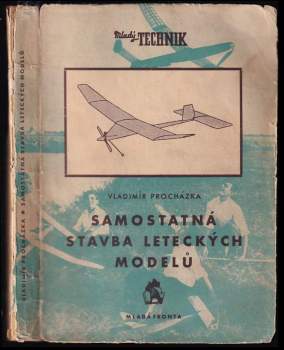 Mladý TECHNIK
VLADIMÍR PROCHÁZKA
SAMOSTATNÁ
STAVBA LETECKÝCH
MODELŮ
MLADÁ FRONTA
VLADIMÍR PROCHÁZKA ★ SAMOSTATNÁ STAVBA LETECKÝCH MODELŮ